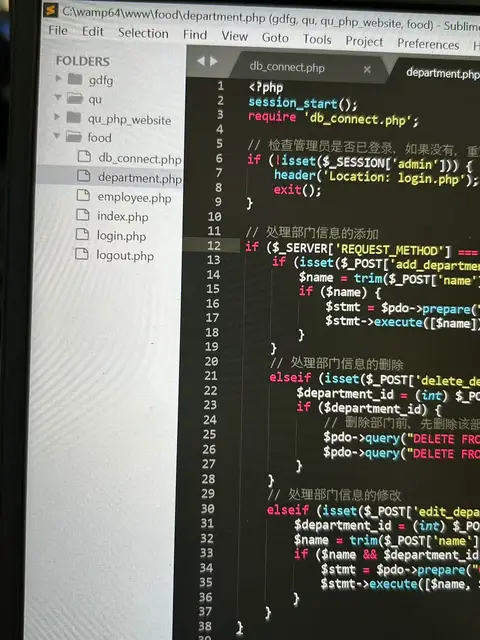 C:\wamp64\www\food\department.php (gdfg, qu, qu_php_website, food) - Sublime
File Edit Selection Find View Goto Tools Project Preferences
FOLDERS
gdfg
qu
qu_php_website
food
db_connect.php
department.php
employee.php
index.php
login.php
logout.php
db_connect.php × department.php
1 <?php
2 session_start();
3 require 'db_connect.php';
4
5 // 检查管理员是否已登录，如果没有，重
6 if (!isset($_SESSION['admin'])) {
7 header('Location: login.php');
8 exit();
9 }
10
11 // 处理部门信息的添加
12 if ($_SERVER['REQUEST_METHOD'] ===
13 if (isset($_POST['add_departme
14 $name = trim($_POST['name'
15 if ($name) {
16 $stmt = $pdo->prepare("
17 $stmt->execute([$name]
18 }
19 }
20 // 处理部门信息的删除
21 elseif (isset($_POST['delete_de
22 $department_id = (int) $_PO
23 if ($department_id) {
24 // 删除部门前，先删除该部
25 $pdo->query("DELETE FRO
26 $pdo->query("DELETE FRO
27 }
28 }
29 // 处理部门信息的修改
30 elseif (isset($_POST['edit_depa
31 $department_id = (int) $_PO
32 $name = trim($_POST['name']
33 if ($name && $department_id
34 $stmt = $pdo->prepare("
35 $stmt->execute([$name,
36 }
37 }
38 }
39